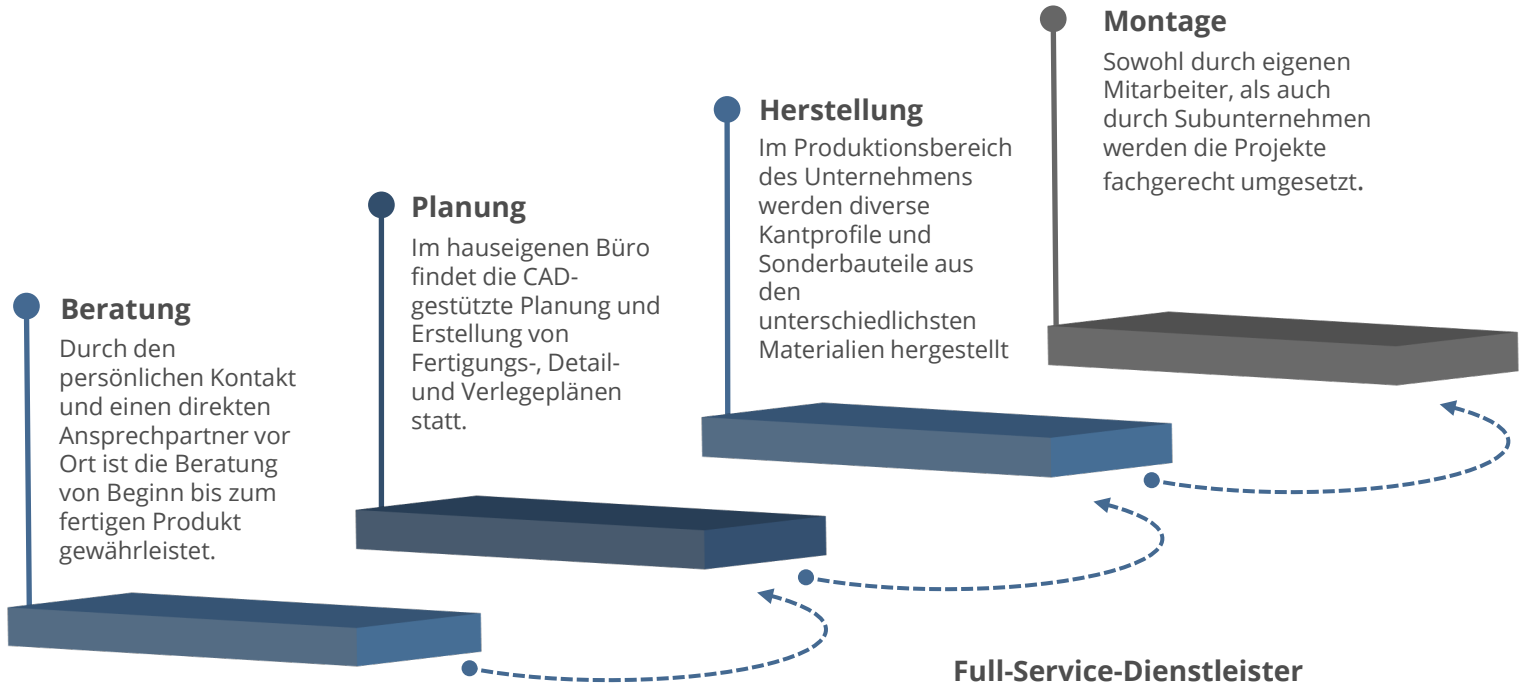 Beratung
Durch den
persönlichen Kontakt
und einen direkten
Ansprechpartner vor
Ort ist die Beratung
von Beginn bis zum
fertigen Produkt
gewährleistet.
Planung
Im hauseigenen Büro
findet die CAD-
gestützte Planung und
Erstellung von
Fertigungs-, Detail-
und Verlegeplänen
statt.
Herstellung
Im Produktionsbereich
des Unternehmens
werden diverse
Kantprofile und
Sonderbauteile aus
den
unterschiedlichsten
Materialien hergestellt
Montage
Sowohl durch eigenen
Mitarbeiter, als auch
durch Subunternehmen
werden die Projekte
fachgerecht umgesetzt.
Full-Service-Dienstleister